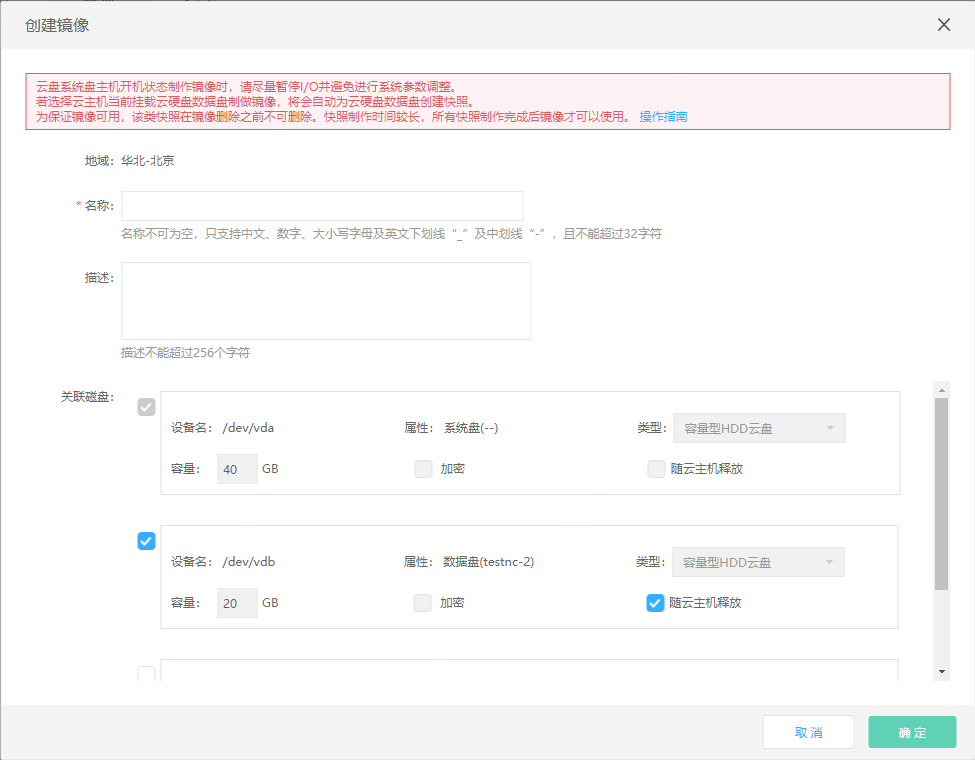 创建镜像
云盘系统盘主机开机状态制作镜像时，请尽量暂停I/O并避免进行系统参数调整。
若选择云主机当前挂载云硬盘数据盘制做镜像，将会自动为云硬盘数据盘创建快照。
为保证镜像可用，该类快照在镜像删除之前不可删除。快照制作时间较长，所有快照制作完成后镜像才可以使用。 操作指南
地域： 华北-北京
* 名称：
名称不可为空，只支持中文、数字、大小写字母及英文下划线“_”及中划线“-”，且不能超过32字符
描述：
描述不能超过256个字符
关联磁盘：
设备名： /dev/vda 属性： 系统盘(--) 类型： 容量型HDD云盘
容量： 40 GB 加密 随云主机释放
设备名： /dev/vdb 属性： 数据盘(testnc-2) 类型： 容量型HDD云盘
容量： 20 GB 加密 随云主机释放
取消 确定